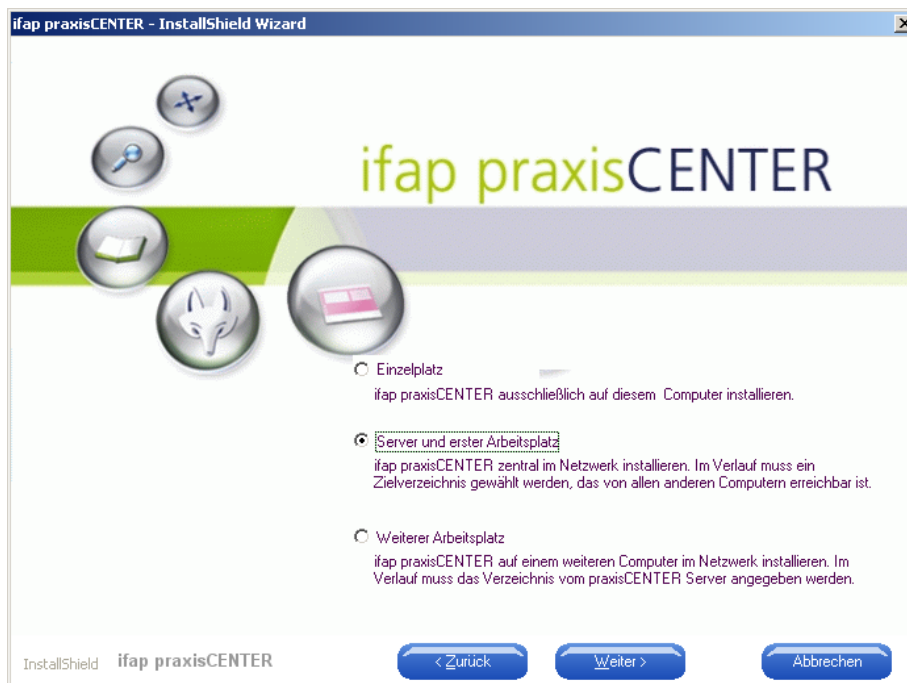 ifap praxisCENTER - InstallShield Wizard
ifap praxisCENTER
Einzelplatz
ifap praxisCENTER ausschließlich auf diesem Computer installieren.
Server und erster Arbeitsplatz
ifap praxisCENTER zentral im Netzwerk installieren. Im Verlauf muss ein
Zielverzeichnis gewählt werden, das von allen anderen Computern erreichbar ist.
Weiterer Arbeitsplatz
ifap praxisCENTER auf einem weiteren Computer im Netzwerk installieren. Im
Verlauf muss das Verzeichnis vom praxisCENTER Server angegeben werden.
InstallShield ifap praxisCENTER < Zurück Weiter > Abbrechen